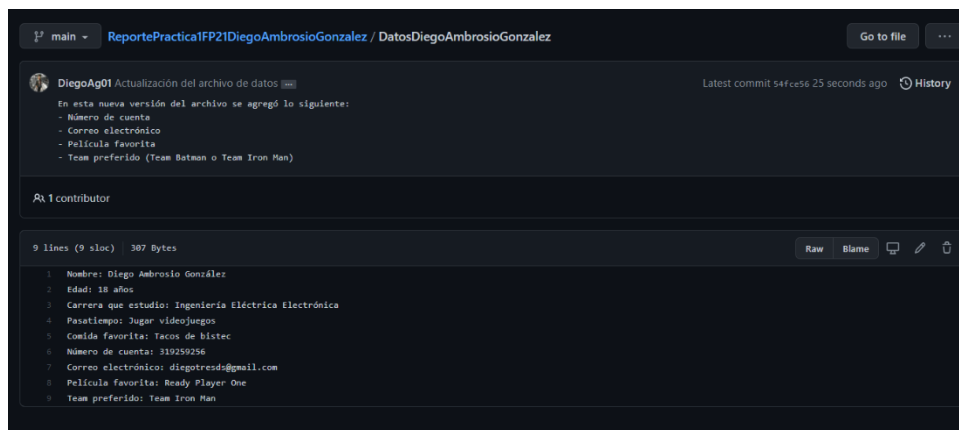 main ReportePractica1FP21DiegoAmbrosioGonzalez / DatosDiegoAmbrosioGonzalez Go to file ...
DiegoAg01 Actualización del archivo de datos ... Latest commit 54fce56 25 seconds ago History
En esta nueva versión del archivo se agregó lo siguiente:
- Número de cuenta
- Correo electrónico
- Película favorita
- Team preferido (Team Batman o Team Iron Man)
1 contributor
9 lines (9 sloc) 307 Bytes Raw Blame
1 Nombre: Diego Ambrosio González
2 Edad: 18 años
3 Carrera que estudio: Ingeniería Eléctrica Electrónica
4 Pasatiempo: Jugar videojuegos
5 Comida favorita: Tacos de bistec
6 Número de cuenta: 319259256
7 Correo electrónico: diegotresds@gmail.com
8 Película favorita: Ready Player One
9 Team preferido: Team Iron Man